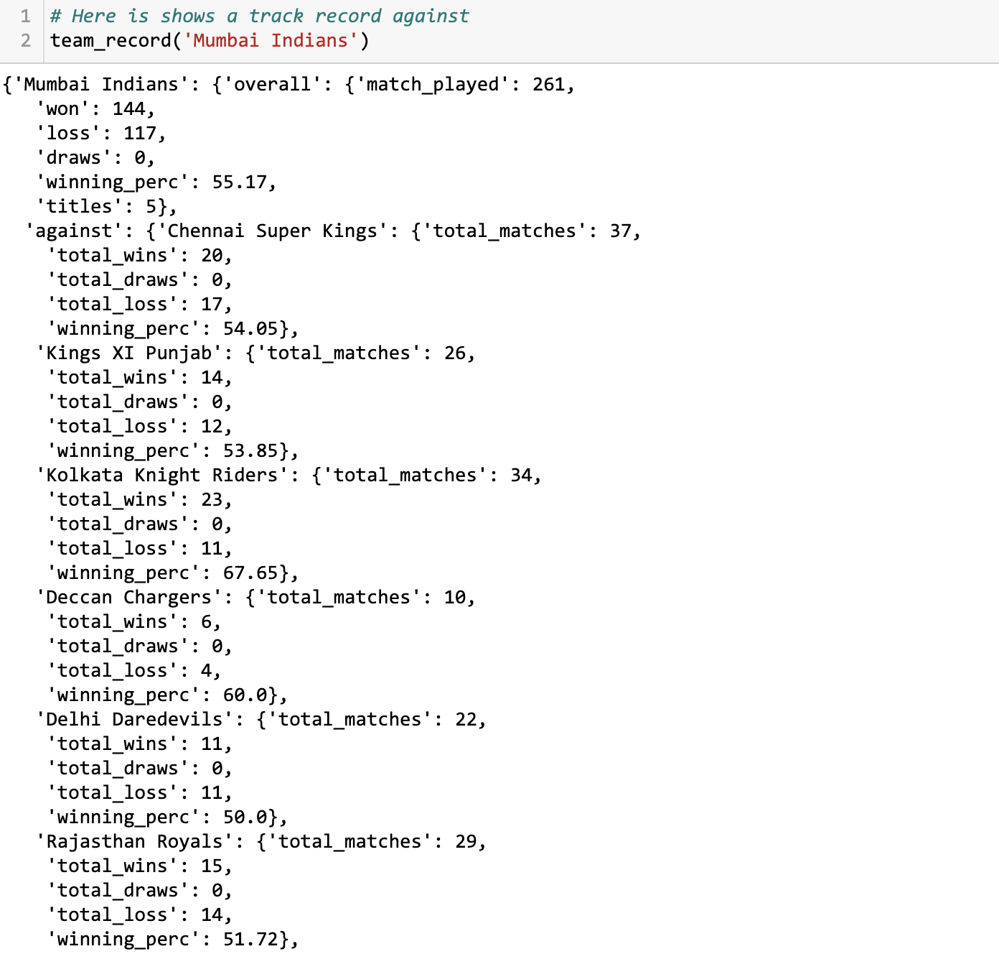 1 # Here is shows a track record against
2 team_record('Mumbai Indians')
{'Mumbai Indians': {'overall': {'match_played': 261,
   'won': 144,
   'loss': 117,
   'draws': 0,
   'winning_perc': 55.17,
   'titles': 5},
  'against': {'Chennai Super Kings': {'total_matches': 37,
    'total_wins': 20,
    'total_draws': 0,
    'total_loss': 17,
    'winning_perc': 54.05},
   'Kings XI Punjab': {'total_matches': 26,
    'total_wins': 14,
    'total_draws': 0,
    'total_loss': 12,
    'winning_perc': 53.85},
   'Kolkata Knight Riders': {'total_matches': 34,
    'total_wins': 23,
    'total_draws': 0,
    'total_loss': 11,
    'winning_perc': 67.65},
   'Deccan Chargers': {'total_matches': 10,
    'total_wins': 6,
    'total_draws': 0,
    'total_loss': 4,
    'winning_perc': 60.0},
   'Delhi Daredevils': {'total_matches': 22,
    'total_wins': 11,
    'total_draws': 0,
    'total_loss': 11,
    'winning_perc': 50.0},
   'Rajasthan Royals': {'total_matches': 29,
    'total_wins': 15,
    'total_draws': 0,
    'total_loss': 14,
    'winning_perc': 51.72},